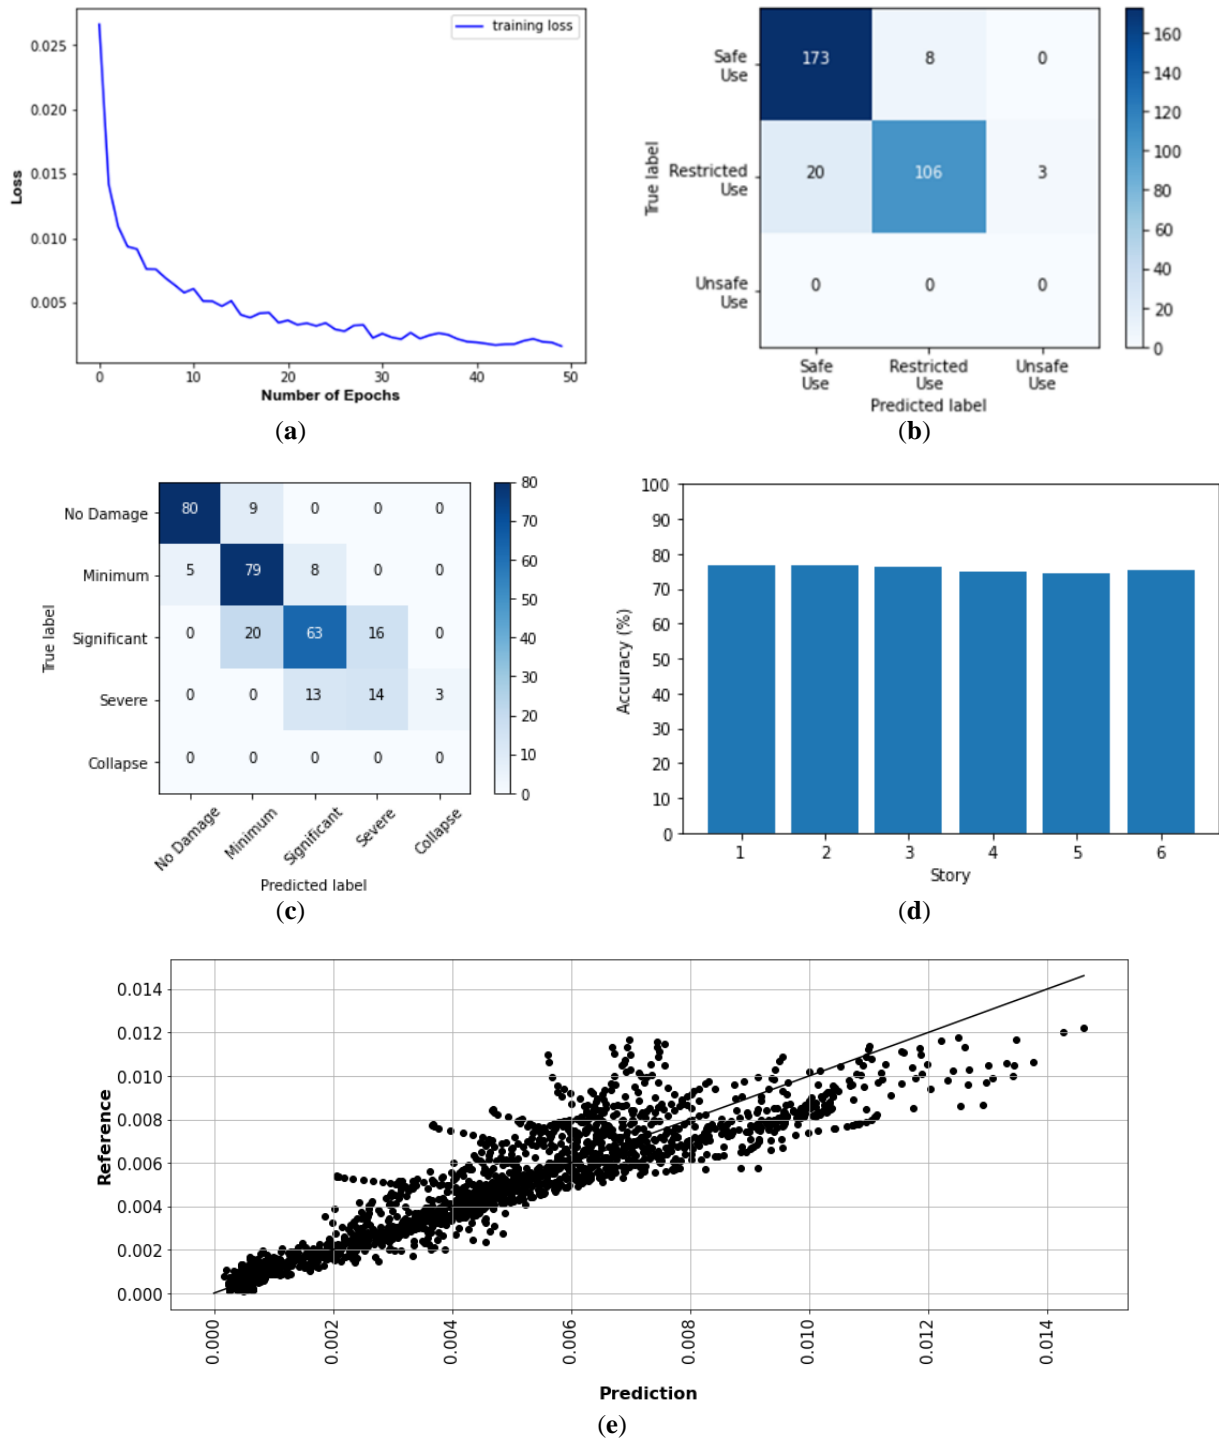 training loss
0.025
0.020
0.015
0.010
0.005
Loss
0 10 20 30 40 50
Number of Epochs
(a)
Safe
Use
Restricted
Use
Unsafe
Use
True label
173 8 0
20 106 3
0 0 0
Safe
Use
Restricted
Use
Unsafe
Use
Predicted label
160
140
120
100
80
60
40
20
0
(b)
No Damage
Minimum
Significant
Severe
Collapse
True label
80 9 0 0 0
5 79 8 0 0
0 20 63 16 0
0 0 13 14 3
0 0 0 0 0
No Damage Minimum Significant Severe Collapse
Predicted label
80
70
60
50
40
30
20
10
0
(c)
100
90
80
70
60
50
40
30
20
10
0
Accuracy (%)
1 2 3 4 5 6
Story
(d)
0.014
0.012
0.010
0.008
0.006
0.004
0.002
0.000
Reference
0.000 0.002 0.004 0.006 0.008 0.010 0.012 0.014
Prediction
(e)